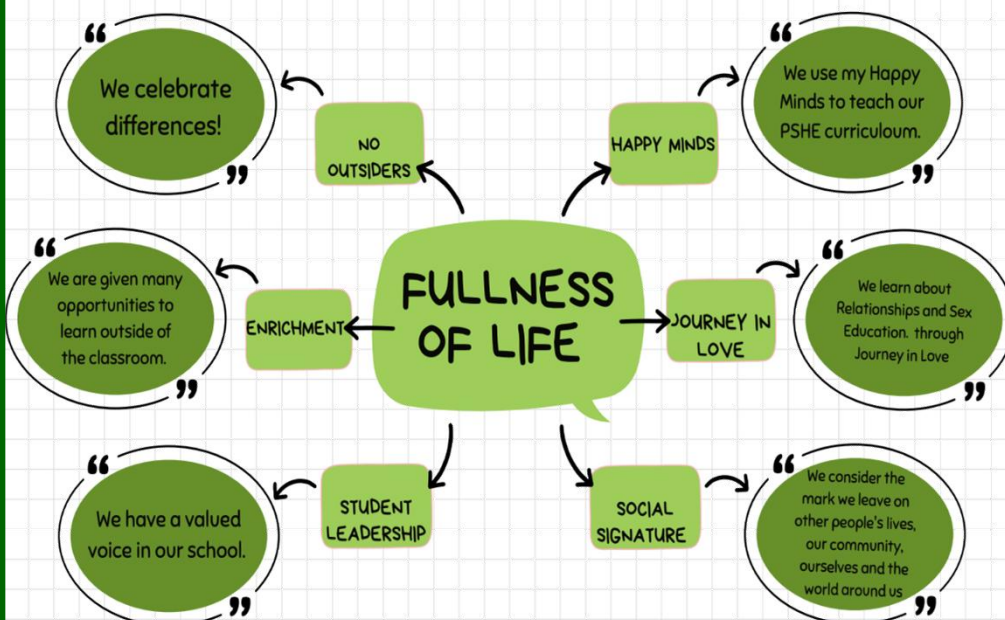 “
We celebrate
differences!
”
NO
OUTSIDERS
HAPPY MINDS
“
We use my Happy
Minds to teach our
PSHE curriculoum.
”
“
We are given many
opportunities to
learn outside of
the classroom.
”
ENRICHMENT
FULLNESS
OF LIFE
JOURNEY IN
LOVE
“
We learn about
Relationships and Sex
Education. through
Journey in Love
”
“
We have a valued
voice in our school.
”
STUDENT
LEADERSHIP
SOCIAL
SIGNATURE
“
We consider the
mark we leave on
other people's lives,
our community,
ourselves and the
world around us
”